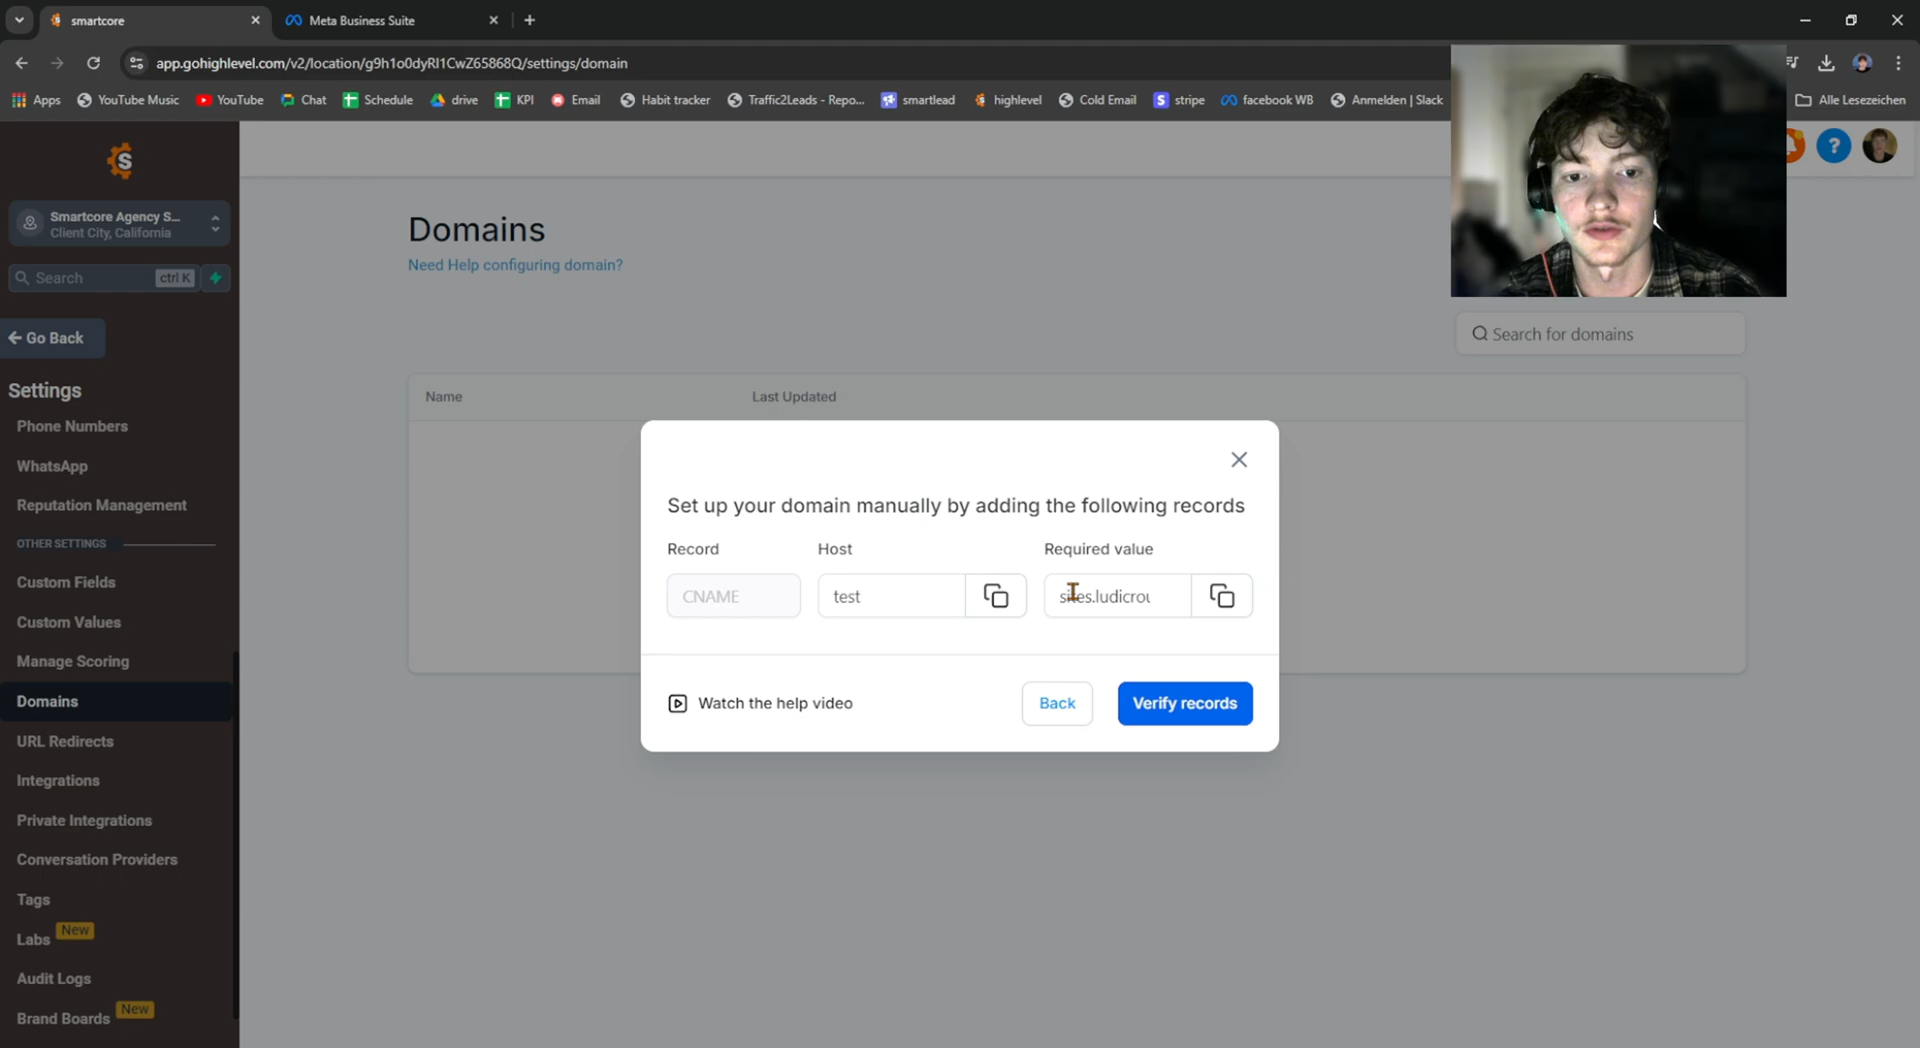 smartcore
Meta Business Suite
app.gohighlevel.com/v2/location/g9h1o0dyRI1CwZ65868Q/settings/domain
Apps
YouTube Music
YouTube
Chat
Schedule
drive
KPI
Email
Habit tracker
Traffic2Leads - Repo...
smartlead
highlevel
Cold Email
stripe
facebook WB
Anmelden | Slack
Alle Lesezeichen
S
Smartcore Agency S...
Client City, California
Search
ctrl K
Go Back
Settings
Phone Numbers
WhatsApp
Reputation Management
OTHER SETTINGS
Custom Fields
Custom Values
Manage Scoring
Domains
URL Redirects
Integrations
Private Integrations
Conversation Providers
Tags
Labs New
Audit Logs
Brand Boards New
?
Domains
Need Help configuring domain?
Search for domains
Name
Last Updated
Set up your domain manually by adding the following records
Record
Host
Required value
CNAME
test
sites.ludicrou
Watch the help video
Back
Verify records